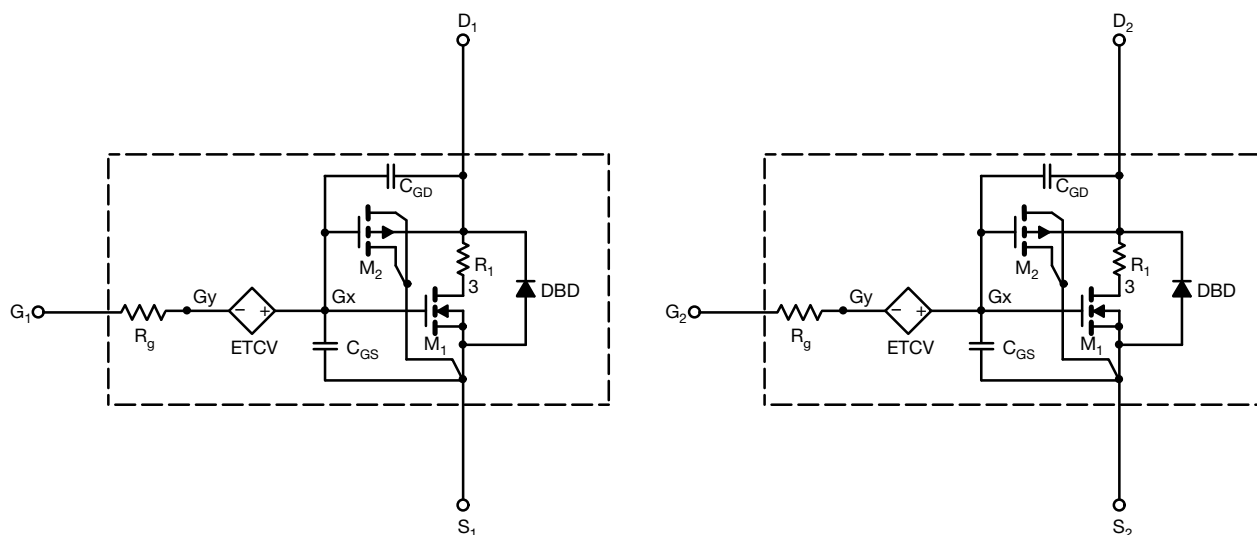 D1
D2
CGD
CGD
M2
R1
3
DBD
M2
R1
3
DBD
G1
Rg
Gy
ETCV
Gx
M1
CGS
G2
Rg
Gy
ETCV
Gx
M1
CGS
S1
S2